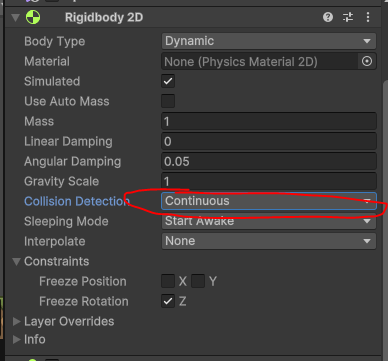 Rigidbody 2D
Body Type Dynamic
Material None (Physics Material 2D)
Simulated
Use Auto Mass
Mass 1
Linear Damping 0
Angular Damping 0.05
Gravity Scale 1
Collision Detection Continuous
Sleeping Mode Start Awake
Interpolate None
Constraints
Freeze Position X Y
Freeze Rotation Z
Layer Overrides
Info